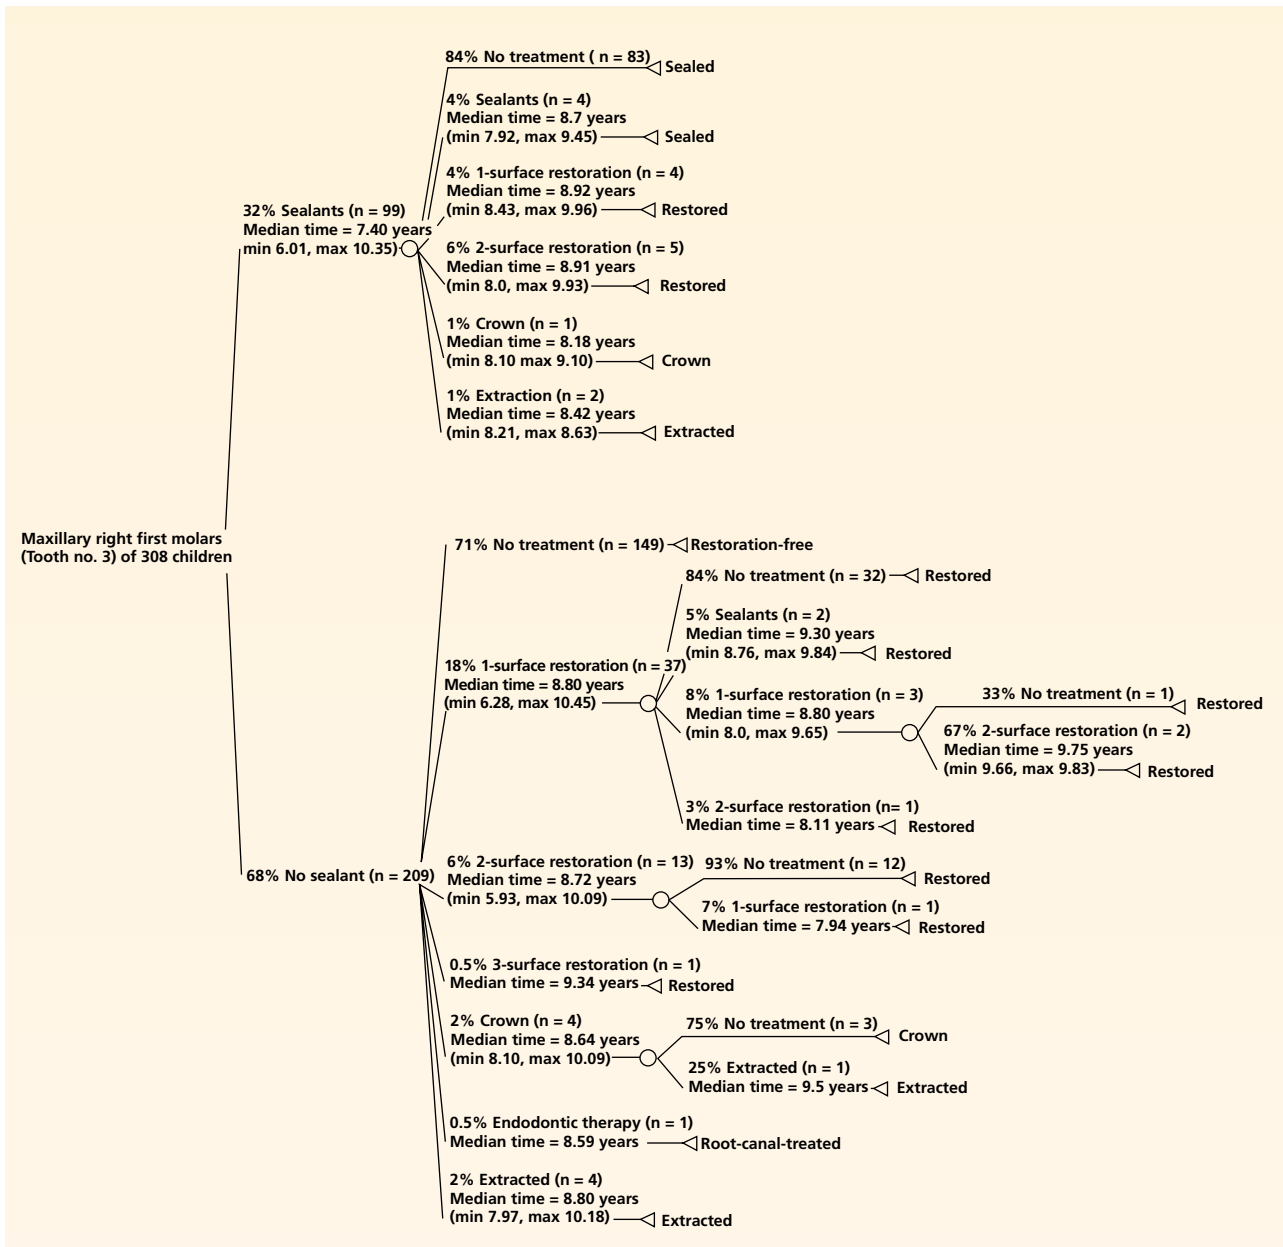 84% No treatment ( n = 83)
Sealed
4% Sealants (n = 4)
Median time = 8.7 years
(min 7.92, max 9.45)
Sealed
4% 1-surface restoration (n = 4)
Median time = 8.92 years
(min 8.43, max 9.96)
Restored
32% Sealants (n = 99)
Median time = 7.40 years
min 6.01, max 10.35)
6% 2-surface restoration (n = 5)
Median time = 8.91 years
(min 8.0, max 9.93)
Restored
1% Crown (n = 1)
Median time = 8.18 years
(min 8.10 max 9.10)
Crown
1% Extraction (n = 2)
Median time = 8.42 years
(min 8.21, max 8.63)
Extracted
Maxillary right first molars
(Tooth no. 3) of 308 children
71% No treatment (n = 149)
Restoration-free
84% No treatment (n = 32)
Restored
5% Sealants (n = 2)
Median time = 9.30 years
(min 8.76, max 9.84)
Restored
18% 1-surface restoration (n = 37)
Median time = 8.80 years
(min 6.28, max 10.45)
8% 1-surface restoration (n = 3)
Median time = 8.80 years
(min 8.0, max 9.65)
33% No treatment (n = 1)
Restored
67% 2-surface restoration (n = 2)
Median time = 9.75 years
(min 9.66, max 9.83)
Restored
3% 2-surface restoration (n= 1)
Median time = 8.11 years
Restored
68% No sealant (n = 209)
6% 2-surface restoration (n = 13)
Median time = 8.72 years
(min 5.93, max 10.09)
93% No treatment (n = 12)
Restored
7% 1-surface restoration (n = 1)
Median time = 7.94 years
Restored
0.5% 3-surface restoration (n = 1)
Median time = 9.34 years
Restored
2% Crown (n = 4)
Median time = 8.64 years
(min 8.10, max 10.09)
75% No treatment (n = 3)
Crown
25% Extracted (n = 1)
Median time = 9.5 years
Extracted
0.5% Endodontic therapy (n = 1)
Median time = 8.59 years
Root-canal-treated
2% Extracted (n = 4)
Median time = 8.80 years
(min 7.97, max 10.18)
Extracted